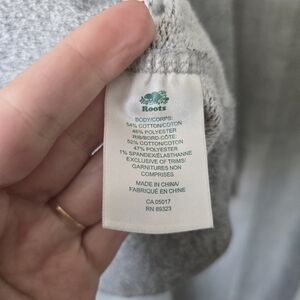 Roots
BODY/CORPS:
54% COTTON/COTON
46% POLYESTER
RIB/BORD-CÔTE:
52% COTTON/COTON
47% POLYESTER
1% SPANDEX/ÉLASTHANNE
EXCLUSIVE OF TRIMS/
GARNITURES NON
COMPRISES
MADE IN CHINA/
FABRIQUÉ EN CHINE
CA 05017
RN 89323